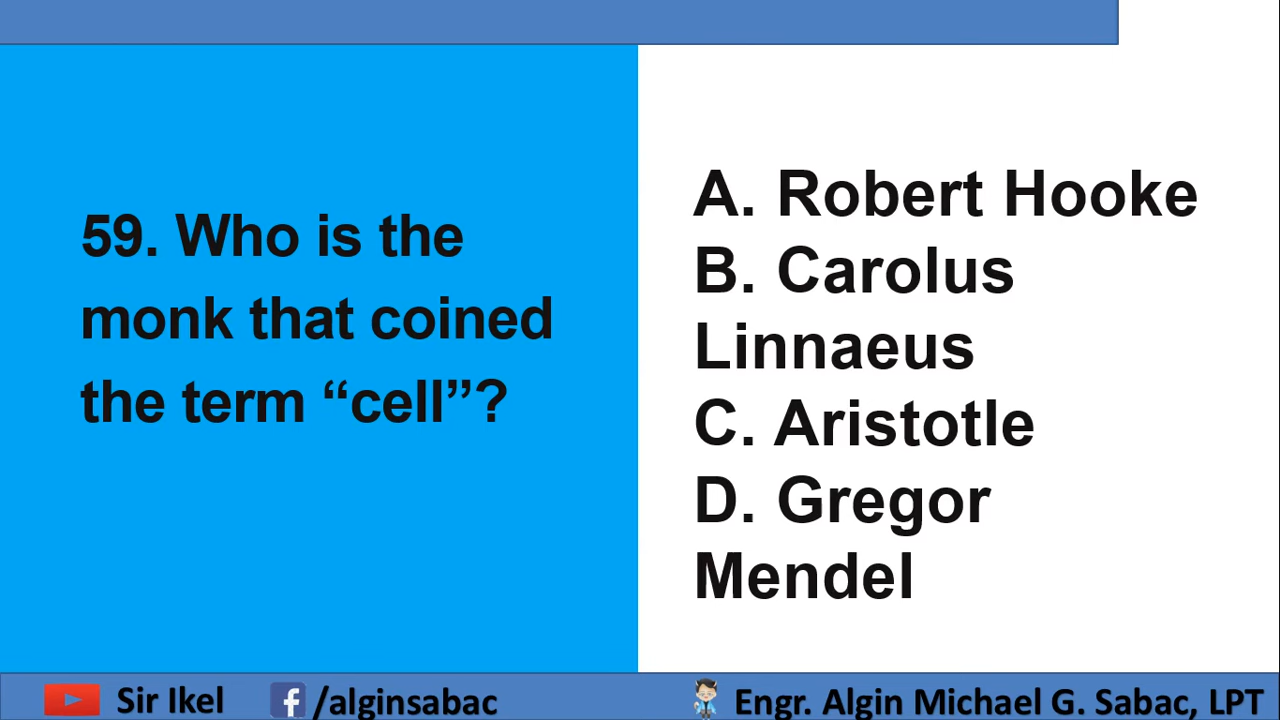 59. Who is the
monk that coined
the term “cell”?
A. Robert Hooke
B. Carolus
Linnaeus
C. Aristotle
D. Gregor
Mendel
Sir Ikel
/alginsabac
Engr. Algin Michael G. Sabac, LPT